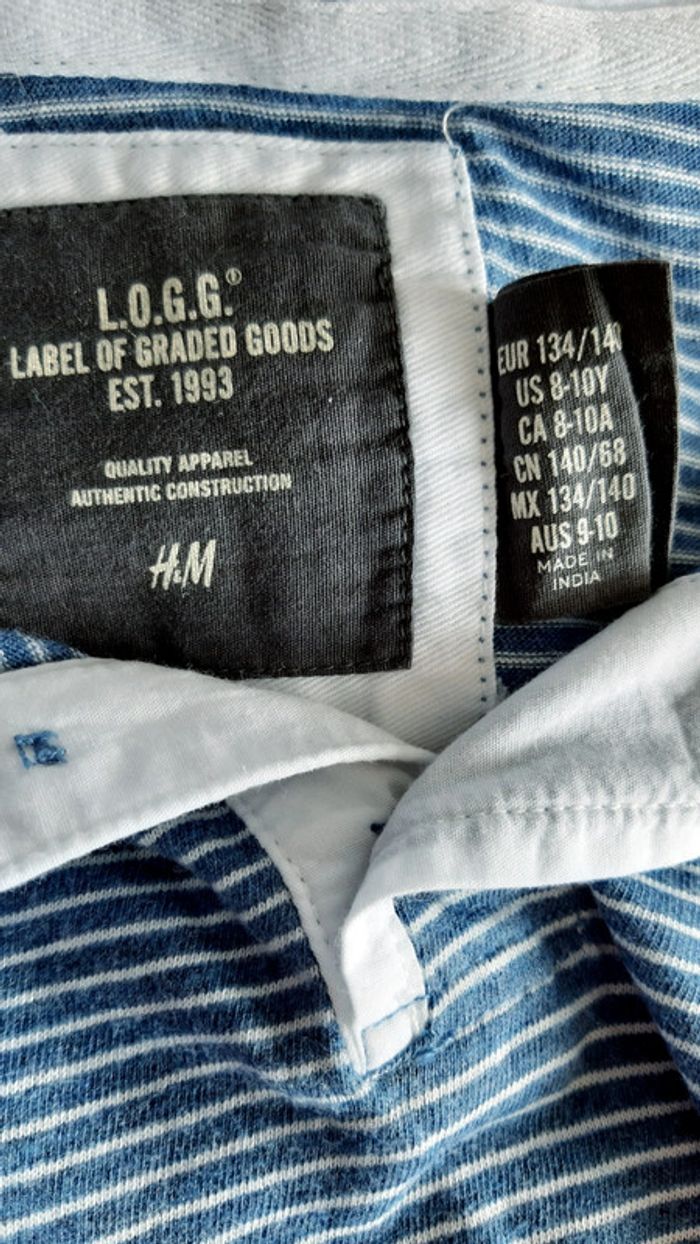 L.O.G.G.®
LABEL OF GRADED GOODS
EST. 1993
QUALITY APPAREL
AUTHENTIC CONSTRUCTION
H&M
EUR 134/140
US 8-10Y
CA 8-10A
CN 140/68
MX 134/140
AUS 9-10
MADE IN
INDIA